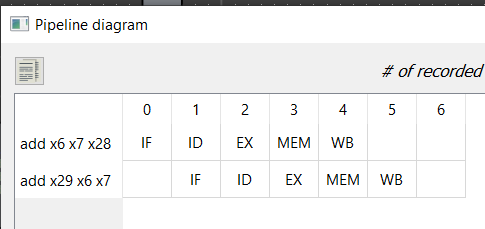 Pipeline diagram
# of recorded
0 1 2 3 4 5 6
add x6 x7 x28 IF ID EX MEM WB
add x29 x6 x7 IF ID EX MEM WB